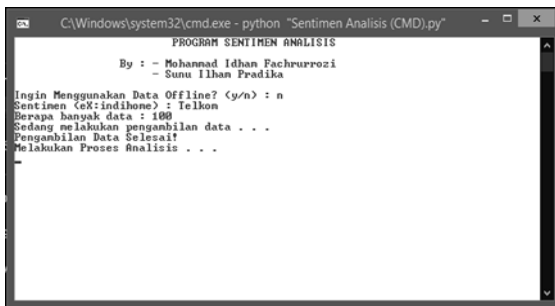 C:\Windows\system32\cmd.exe - python "Sentimen Analisis (CMD).py"
PROGRAM SENTIMEN ANALISIS
By : - Mohammad Idham Fachrurrozi
- Sunu Ilham Pradika
Ingin Menggunakan Data Offline? (y/n) : n
Sentimen (eX:indihome) : Telkom
Berapa banyak data : 100
Sedang melakukan pengambilan data . . .
Pengambilan Data Selesai!
Melakukan Proses Analisis . . .